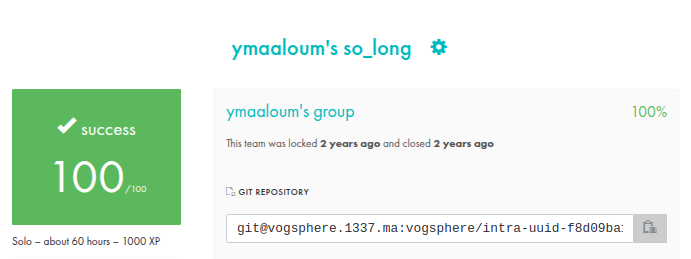 ymaaloum's so_long
success
100/100
Solo – about 60 hours – 1000 XP
ymaaloum's group 100%
This team was locked 2 years ago and closed 2 years ago
GIT REPOSITORY
git@vogsphere.1337.ma:vogsphere/intra-uuid-f8d09ba